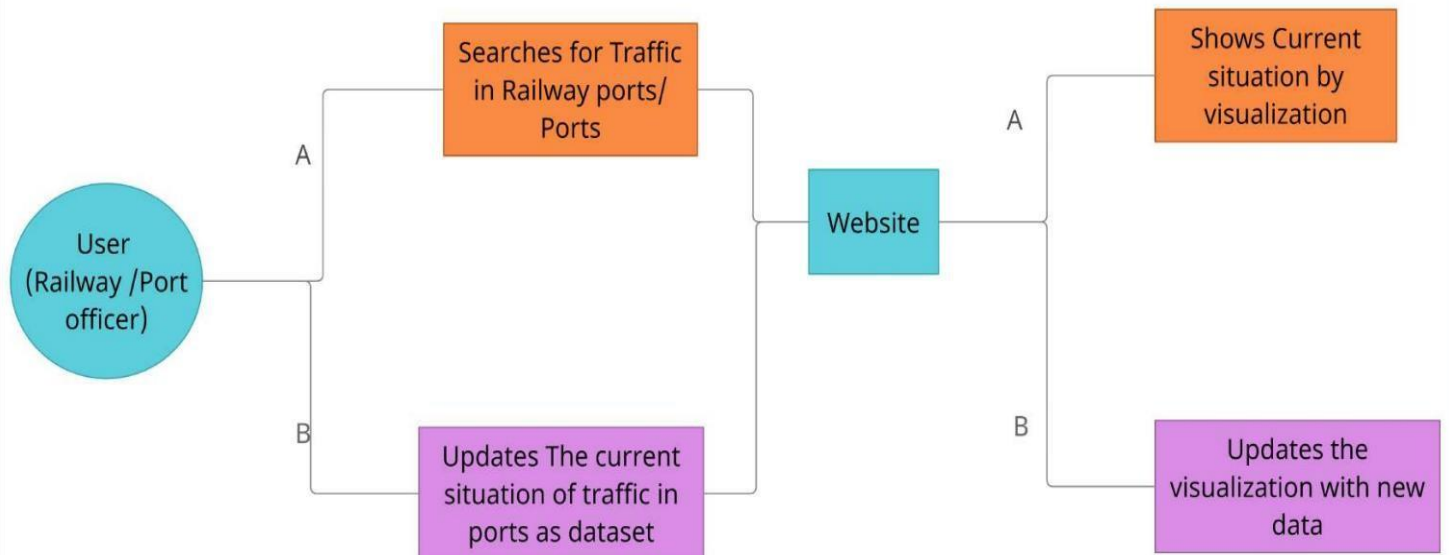 Searches for Traffic
in Railway ports/
Ports
Shows Current
situation by
visualization
A
A
User
(Railway /Port
officer)
Website
B
B
Updates The current
situation of traffic in
ports as dataset
Updates the
visualization with new
data